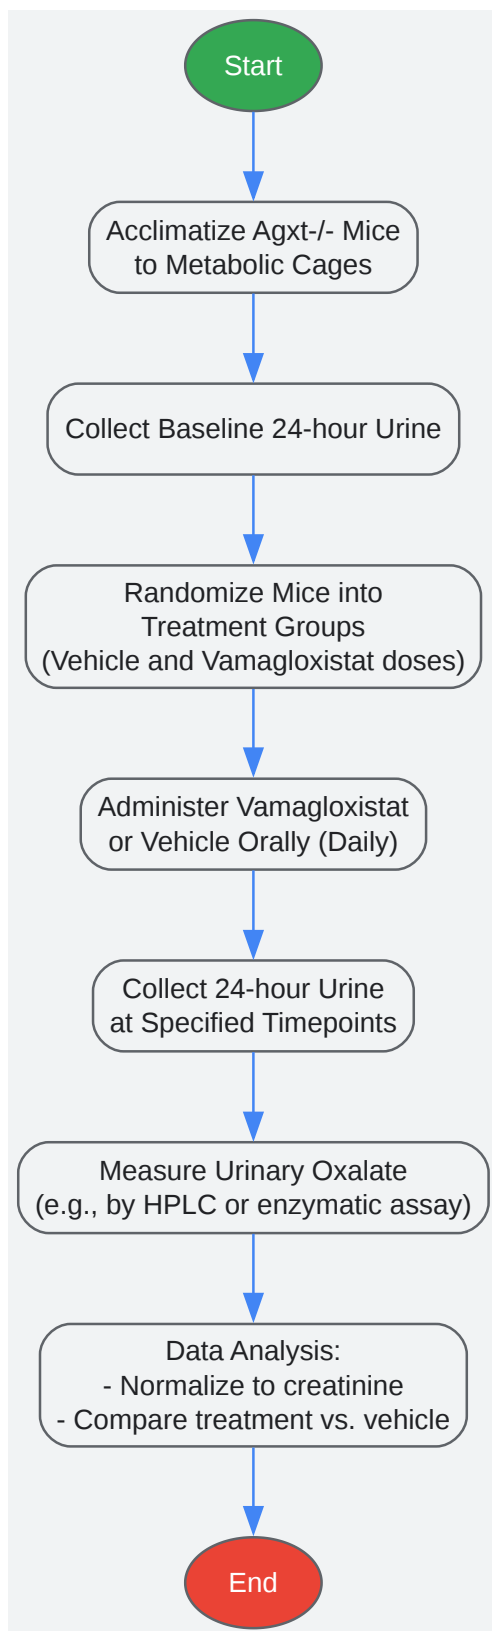 Start
Acclimatize Agxt-/- Mice
to Metabolic Cages
Collect Baseline 24-hour Urine
Randomize Mice into
Treatment Groups
(Vehicle and Vamagloxistat doses)
Administer Vamagloxistat
or Vehicle Orally (Daily)
Collect 24-hour Urine
at Specified Timepoints
Measure Urinary Oxalate
(e.g., by HPLC or enzymatic assay)
Data Analysis:
- Normalize to creatinine
- Compare treatment vs. vehicle
End